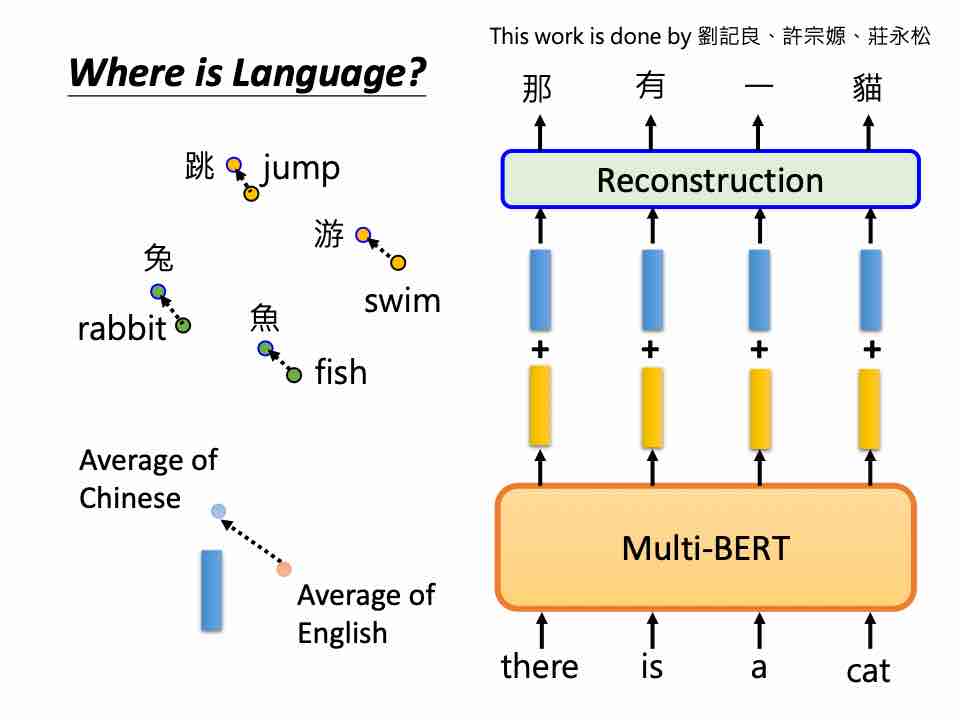 This work is done by 劉記良、許宗嫄、莊永松
Where is Language?
那 有 一 貓
Reconstruction
跳 jump
游
swim
兔
rabbit
魚
fish
+ + + +
Average of
Chinese
Average of
English
Multi-BERT
there is a cat